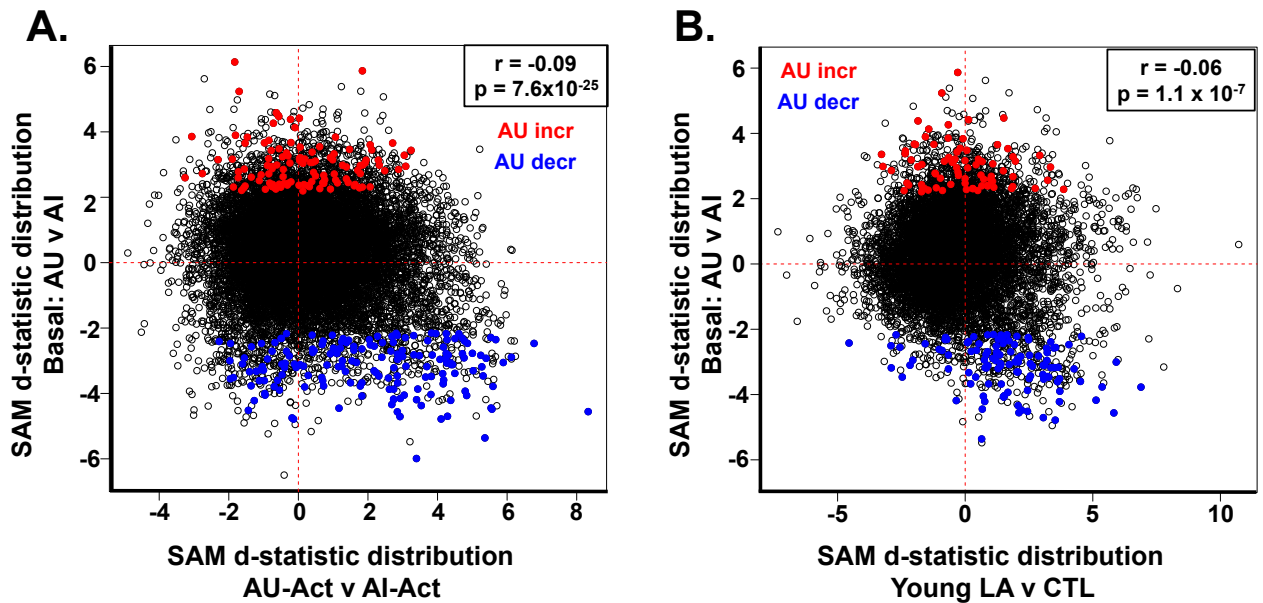 A.
r = -0.09
p = 7.6x10-25
AU incr
AU decr
6
4
2
0
-2
-4
-6
SAM d-statistic distribution
Basal: AU v AI
-4
-2
0
2
4
6
8
SAM d-statistic distribution
AU-Act v AI-Act
B.
AU incr
AU decr
r = -0.06
p = 1.1 x 10-7
6
4
2
0
-2
-4
-6
SAM d-statistic distribution
Basal: AU v AI
-5
0
5
10
SAM d-statistic distribution
Young LA v CTL